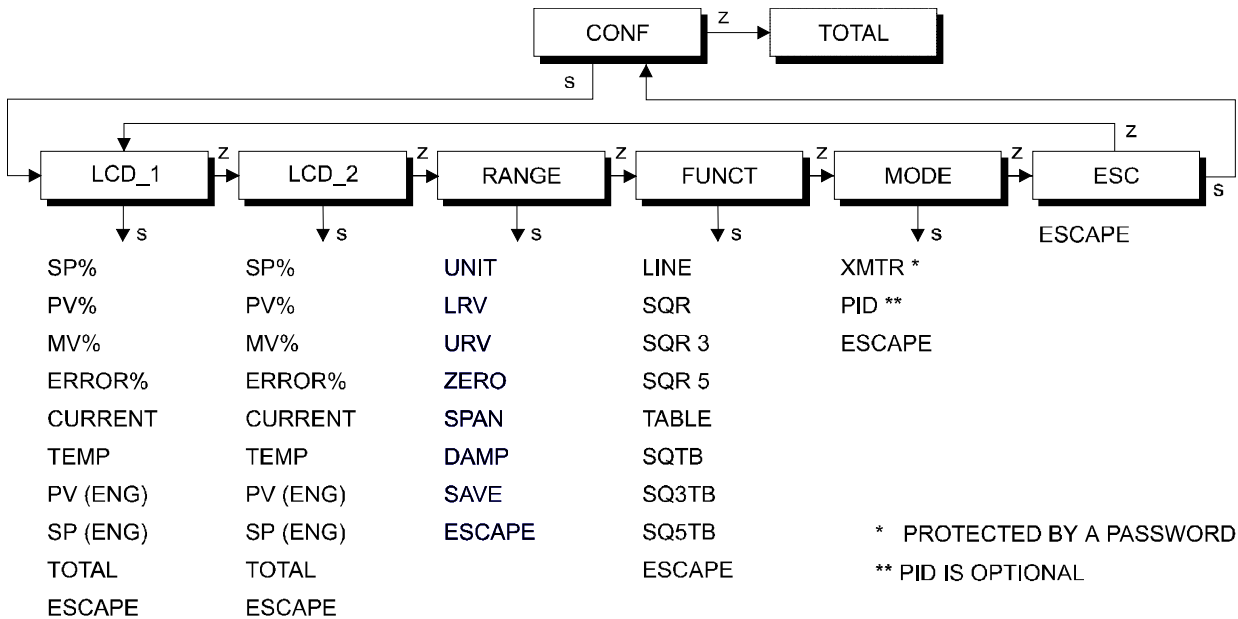 CONF
z
TOTAL
s
z
LCD_1
z
LCD_2
z
RANGE
z
FUNCT
z
MODE
z
ESC
s
s
s
s
s
s
ESCAPE
SP%
PV%
MV%
ERROR%
CURRENT
TEMP
PV (ENG)
SP (ENG)
TOTAL
ESCAPE
SP%
PV%
MV%
ERROR%
CURRENT
TEMP
PV (ENG)
SP (ENG)
TOTAL
ESCAPE
UNIT
LRV
URV
ZERO
SPAN
DAMP
SAVE
ESCAPE
LINE
SQR
SQR 3
SQR 5
TABLE
SQTB
SQ3TB
SQ5TB
ESCAPE
XMTR *
PID **
ESCAPE
* PROTECTED BY A PASSWORD
** PID IS OPTIONAL